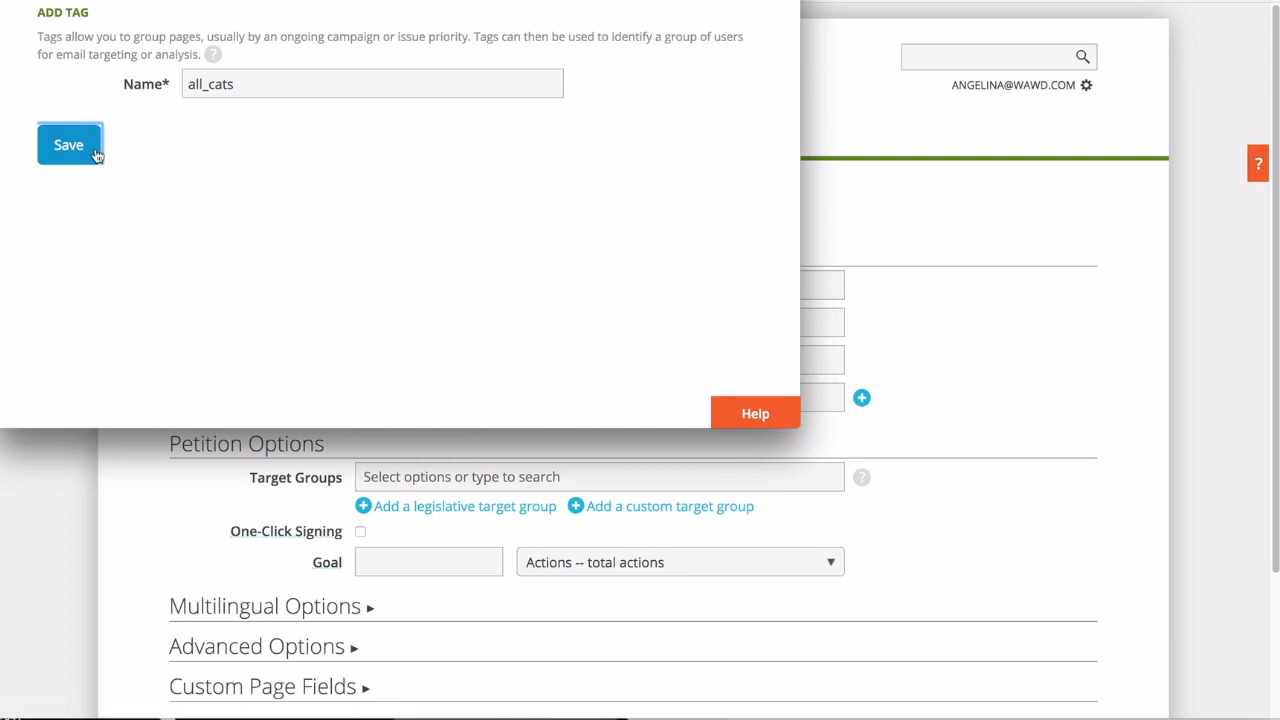 ADD TAG
Tags allow you to group pages, usually by an ongoing campaign or issue priority. Tags can then be used to identify a group of users
for email targeting or analysis. ?
Name* all_cats
Save
Help
ANGELINA@WAWD.COM
?
Petition Options
Target Groups Select options or type to search ?
Add a legislative target group Add a custom target group
One-Click Signing
Goal Actions -- total actions
Multilingual Options
Advanced Options
Custom Page Fields